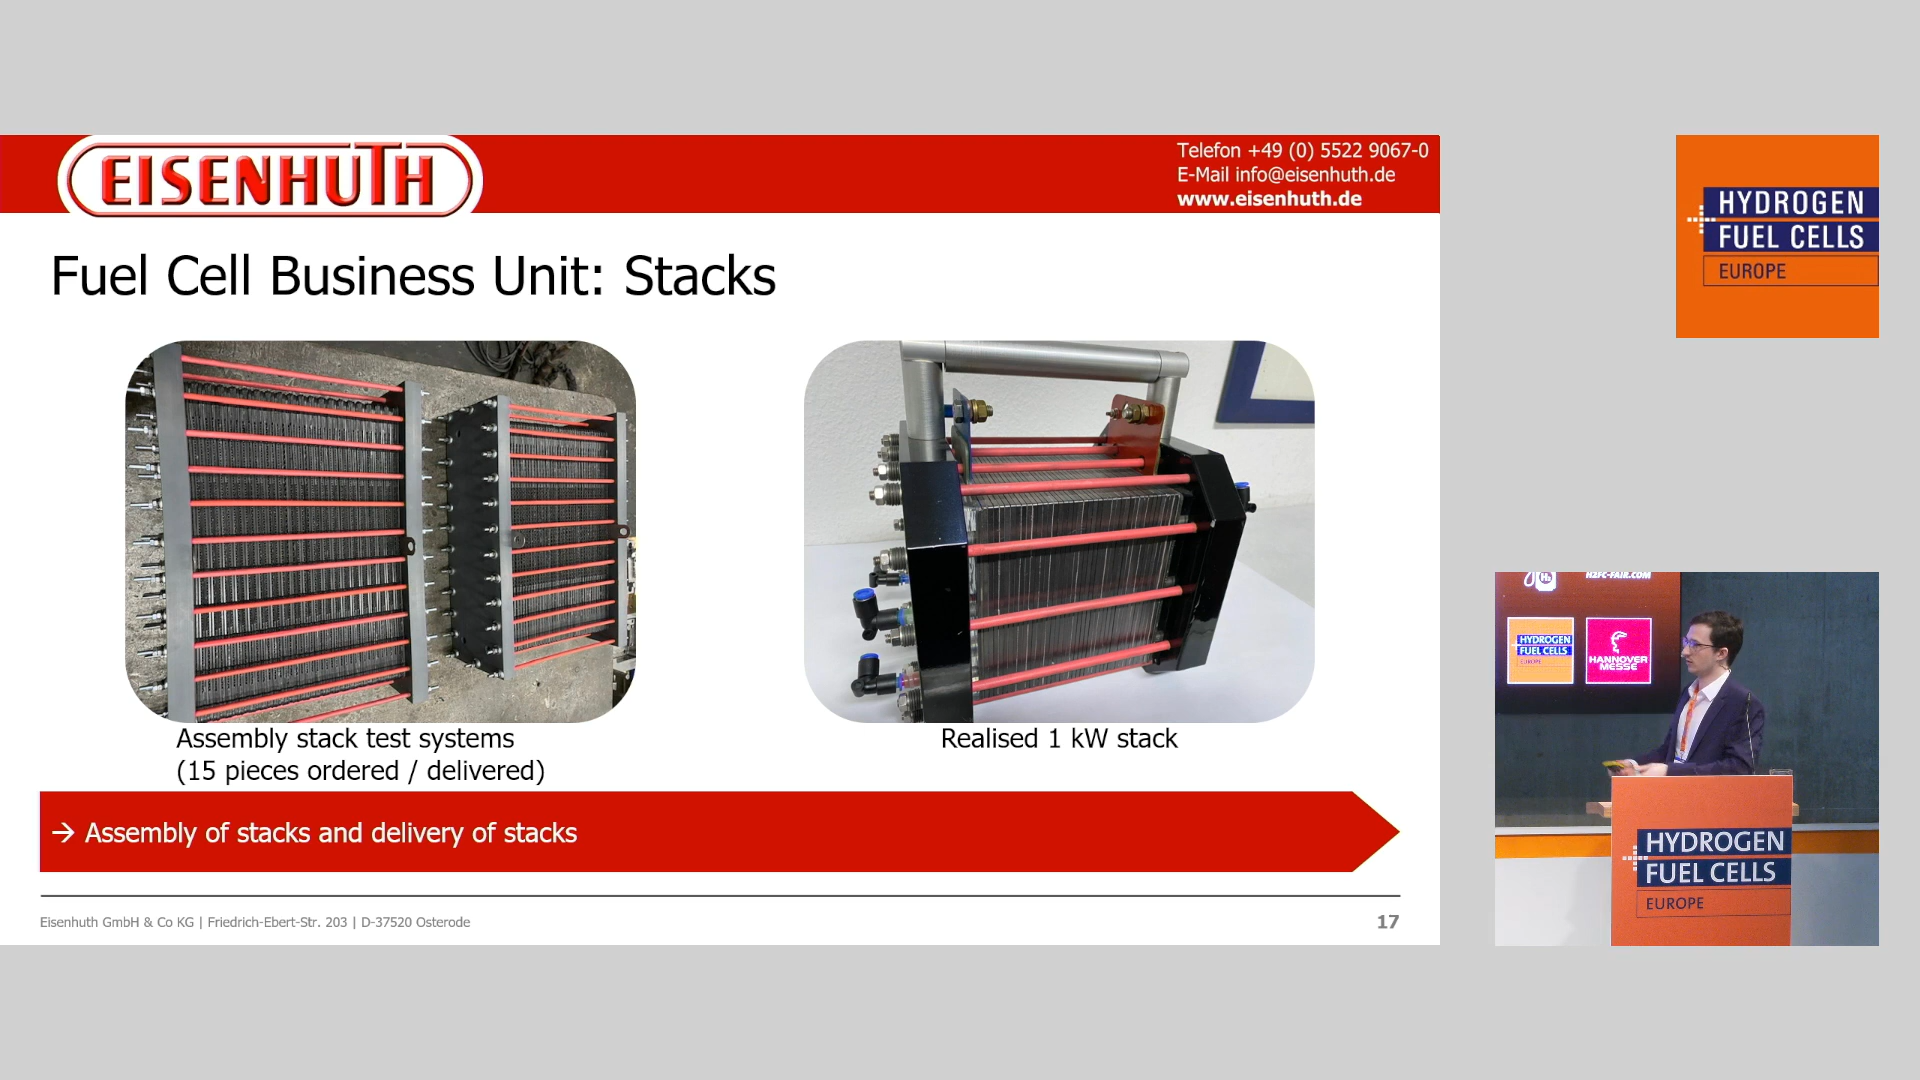 EISENHUTH
Telefon +49 (0) 5522 9067-0
E-Mail info@eisenhuth.de
www.eisenhuth.de
Fuel Cell Business Unit: Stacks
Assembly stack test systems
(15 pieces ordered / delivered)
Realised 1 kW stack
→ Assembly of stacks and delivery of stacks
Eisenhuth GmbH & Co KG | Friedrich-Ebert-Str. 203 | D-37520 Osterode
17
HYDROGEN
FUEL CELLS
EUROPE
H2
H2FC-FAIR.COM
HYDROGEN
FUEL CELLS
EUROPE
HANNOVER
MESSE
HYDROGEN
FUEL CELLS
EUROPE